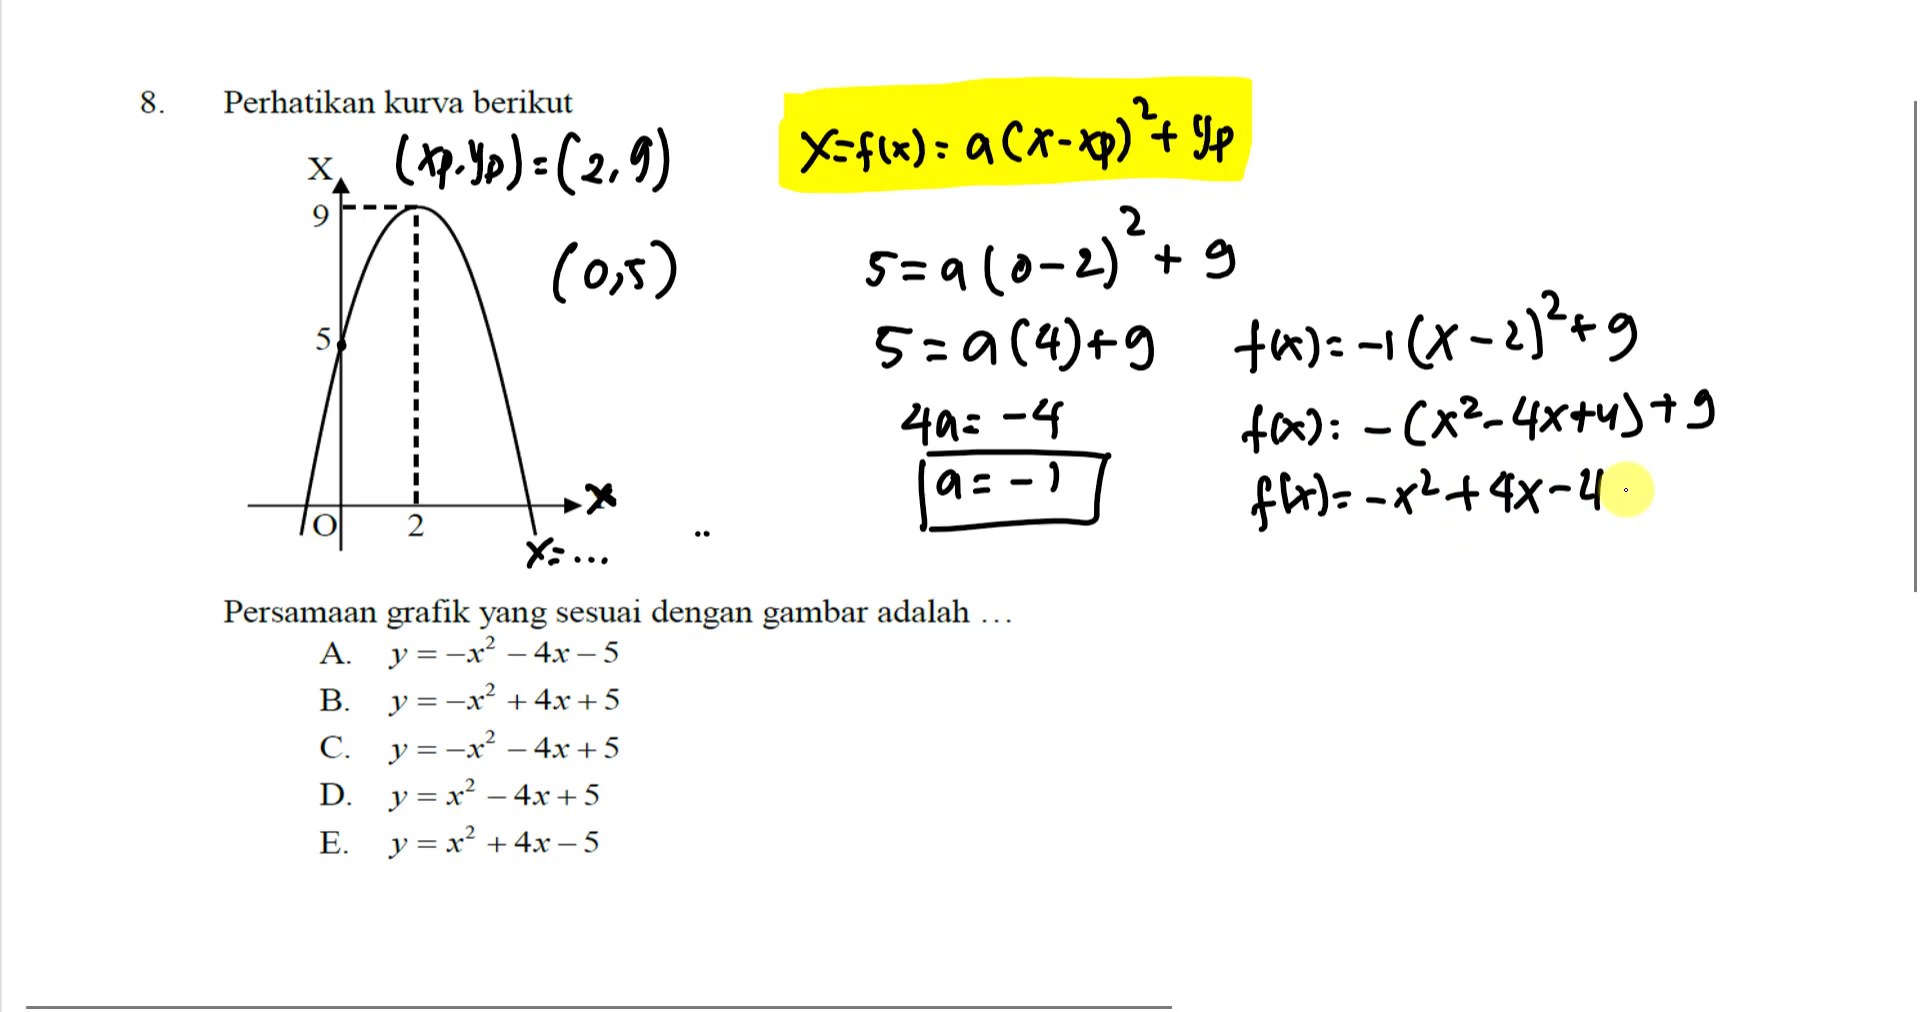 8. Perhatikan kurva berikut
(xp, yp) = (2, 9)
X = f(x) = a(x - xp)² + yp
X
9
(0,5)
5
O
2
x
x = ...
..
5 = a(0-2)² + 9
5 = a(4) + 9
4a = -4
a = -1
f(x) = -1(x-2)² + 9
f(x) = -(x² - 4x + 4) + 9
f(x) = -x² + 4x - 4
Persamaan grafik yang sesuai dengan gambar adalah …
A. y = –x² – 4x – 5
B. y = –x² + 4x + 5
C. y = –x² – 4x + 5
D. y = x² – 4x + 5
E. y = x² + 4x – 5